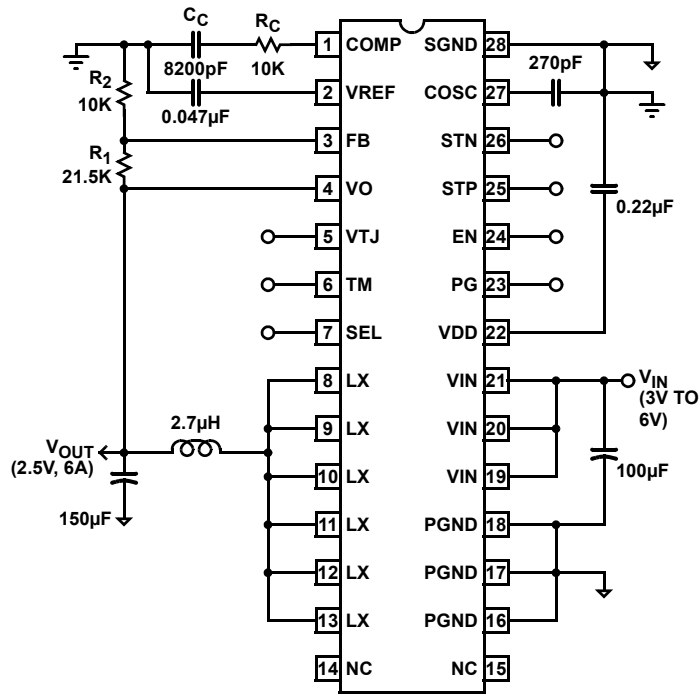 C_C
R_C
8200pF
10K
R_2
10K
0.047µF
R_1
21.5K
1 COMP
2 VREF
3 FB
4 VO
5 VTJ
6 TM
7 SEL
8 LX
9 LX
10 LX
11 LX
12 LX
13 LX
14 NC
SGND 28
COSC 27
STN 26
STP 25
EN 24
PG 23
VDD 22
VIN 21
VIN 20
VIN 19
PGND 18
PGND 17
PGND 16
NC 15
270pF
0.22µF
V_IN
(3V TO
6V)
100µF
2.7µH
V_OUT
(2.5V, 6A)
150µF